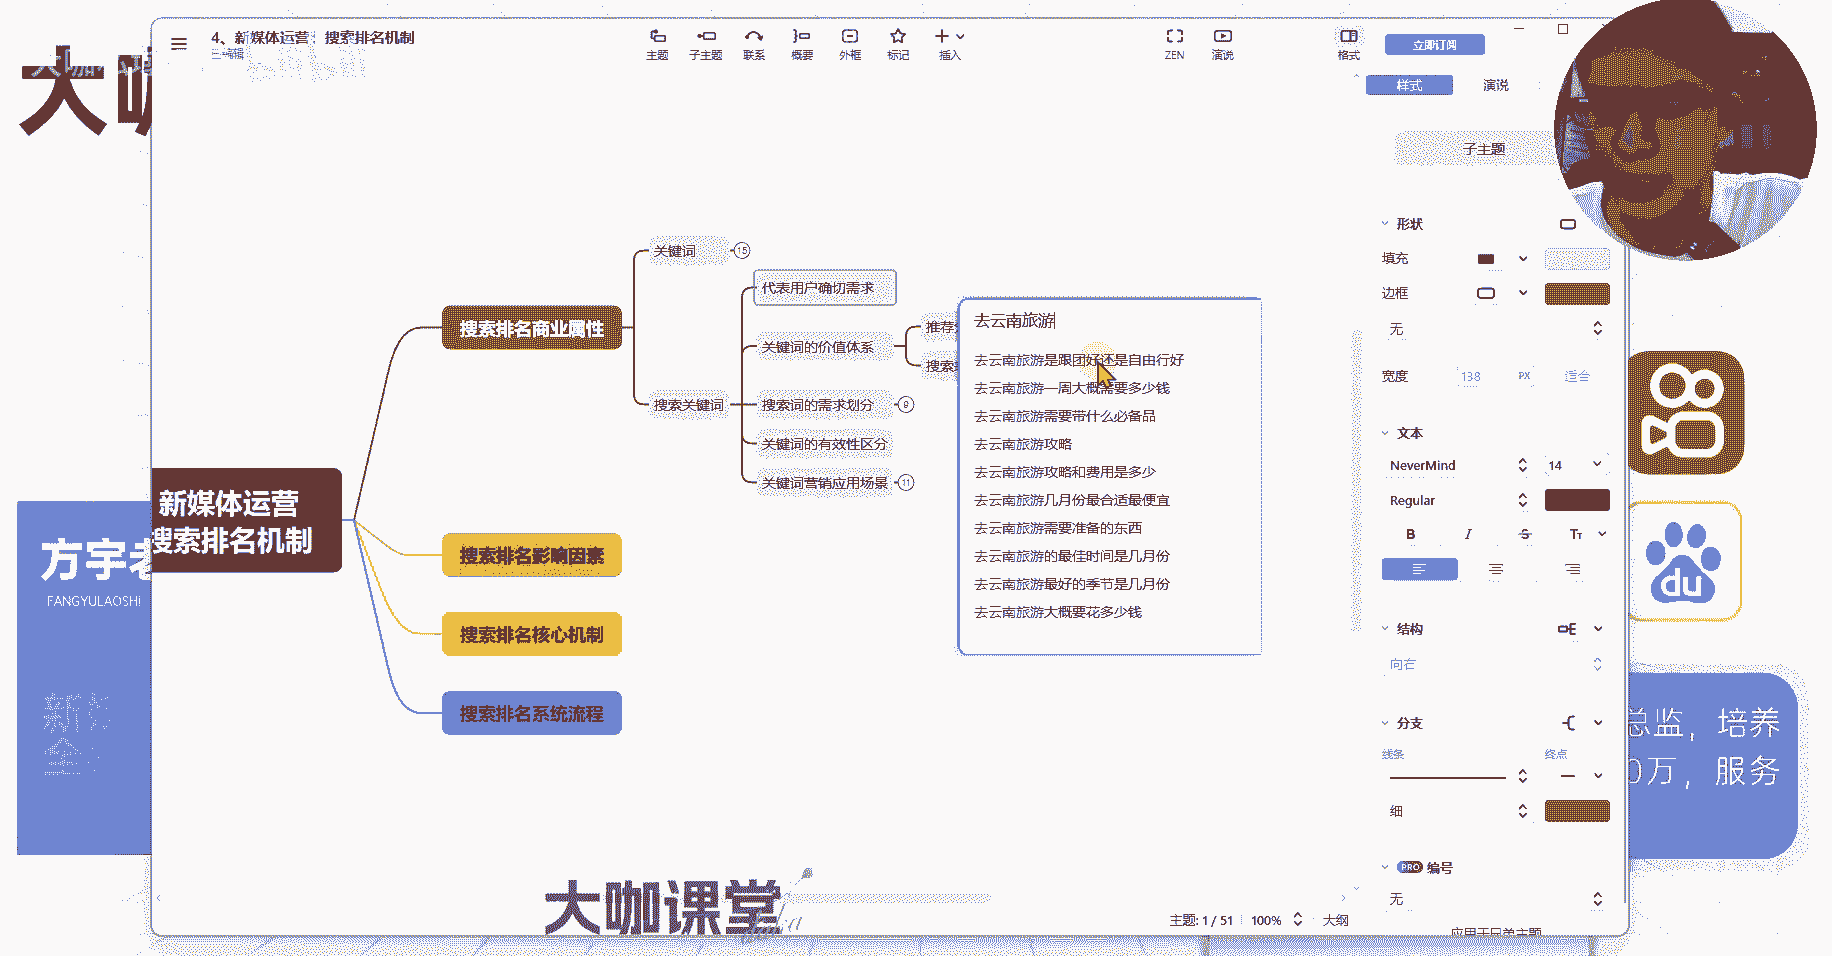 大咖
4、新媒体运营：搜索排名机制
已编辑
主题
子主题
联系
概要
外框
标记
插入
ZEN
演说
格式
立即订阅
样式
演说
子主题
形状
填充
边框
无
宽度
138
PX
适合
文本
NeverMind
14
Regular
B
I
S
Tт
结构
向右
分支
线条
终点
细
PRO
编号
无
应用于兄弟主题
关键词
15
代表用户确切需求
搜索排名商业属性
关键词的价值体系
推荐
搜索
搜索关键词
搜索词的需求划分
9
关键词的有效性区分
关键词营销应用场景
11
去云南旅游
去云南旅游是跟团好还是自由行好
去云南旅游一周大概需要多少钱
去云南旅游需要带什么必备品
去云南旅游攻略
去云南旅游攻略和费用是多少
去云南旅游几月份最合适最便宜
去云南旅游需要准备的东西
去云南旅游的最佳时间是几月份
去云南旅游最好的季节是几月份
去云南旅游大概要花多少钱
新媒体运营
搜索排名机制
搜索排名影响因素
搜索排名核心机制
搜索排名系统流程
方宇老
FANGYULAOSHI
新
全
du
总监，培养
0万，服务
大咖课堂
主题: 1 / 51
100%
大纲